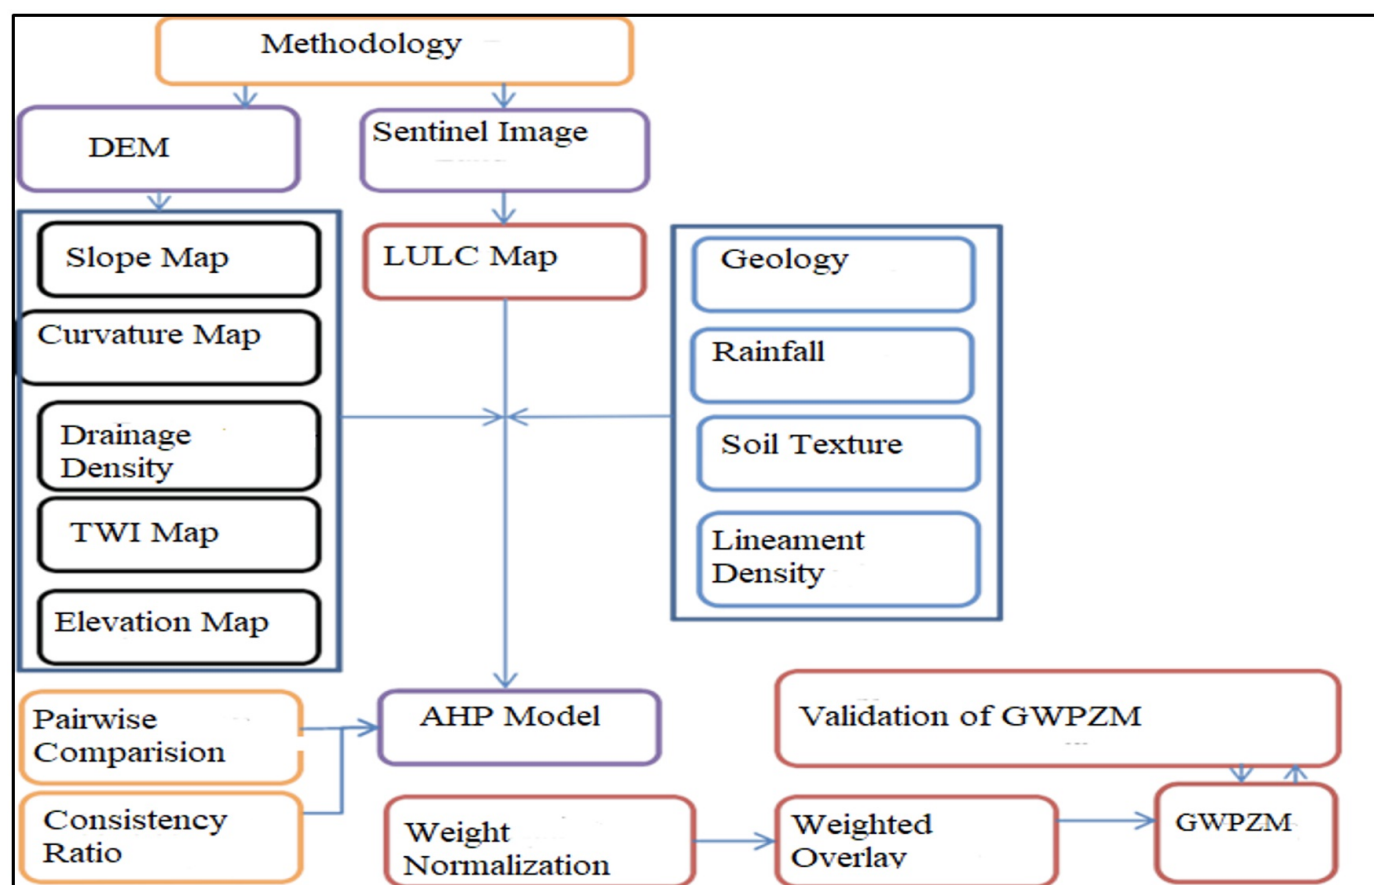 Methodology
DEM
Sentinel Image
Slope Map
Curvature Map
Drainage
Density
TWI Map
Elevation Map
LULC Map
Geology
Rainfall
Soil Texture
Lineament
Density
Pairwise
Comparision
Consistency
Ratio
AHP Model
Weight
Normalization
Weighted
Overlay
GWPZM
Validation of GWPZM